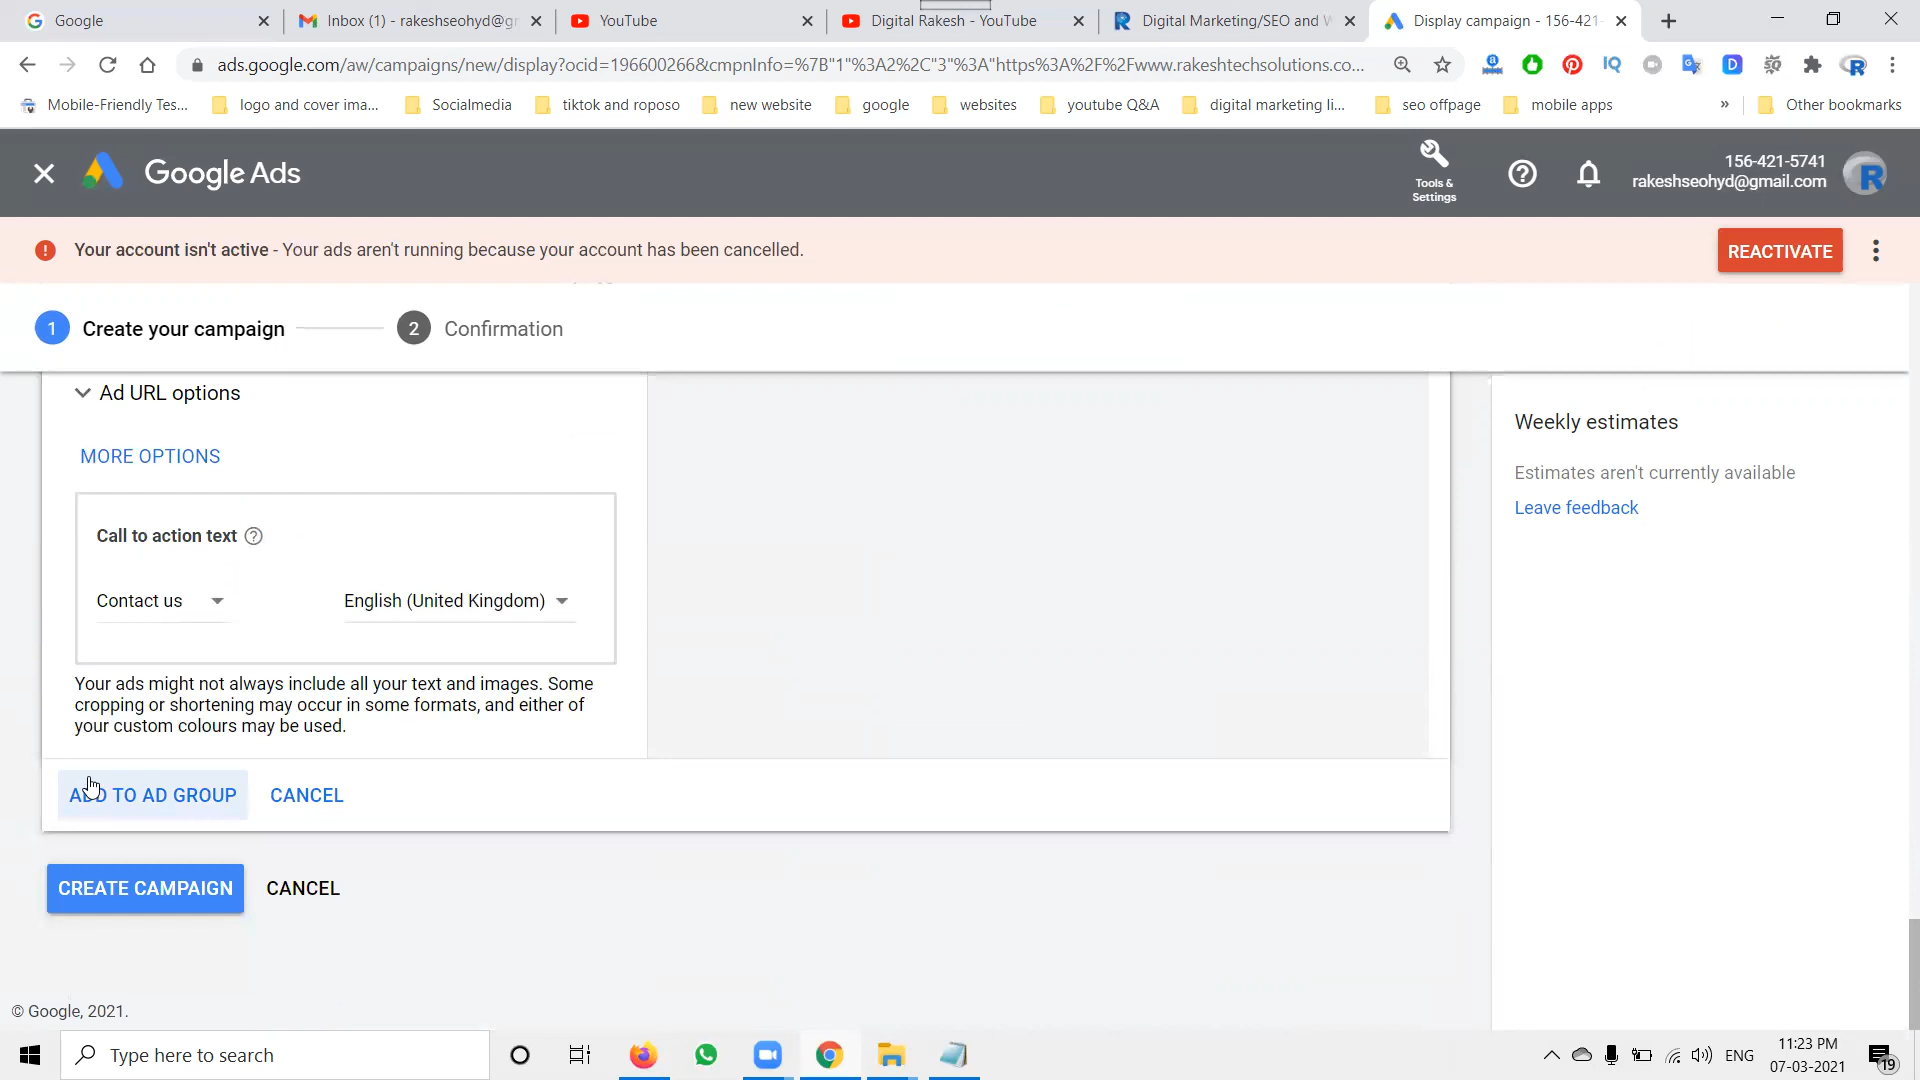 Google
Inbox (1) - rakeshseohyd@gr
YouTube
Digital Rakesh - YouTube
Digital Marketing/SEO and W
Display campaign - 156-421-
ads.google.com/aw/campaigns/new/display?ocid=196600266&cmpnInfo=%7B"1"%3A2%2C"3"%3A"https%3A%2F%2Fwww.rakeshtechsolutions.co...
Mobile-Friendly Tes...
logo and cover ima...
Socialmedia
tiktok and roposo
new website
google
websites
youtube Q&A
digital marketing li...
seo offpage
mobile apps
»
Other bookmarks
Google Ads
Tools &
Settings
156-421-5741
rakeshseohyd@gmail.com
Your account isn't active - Your ads aren't running because your account has been cancelled.
REACTIVATE
1 Create your campaign
2 Confirmation
Ad URL options
MORE OPTIONS
Call to action text
Contact us
English (United Kingdom)
Your ads might not always include all your text and images. Some
cropping or shortening may occur in some formats, and either of
your custom colours may be used.
ADD TO AD GROUP
CANCEL
CREATE CAMPAIGN
CANCEL
Weekly estimates
Estimates aren't currently available
Leave feedback
© Google, 2021.
Type here to search
ENG
11:23 PM
07-03-2021
19